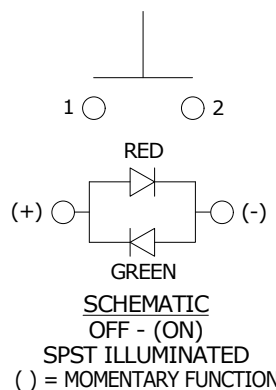 1 2
RED
(+) (-)
GREEN
SCHEMATIC
OFF - (ON)
SPST ILLUMINATED
( ) = MOMENTARY FUNCTION